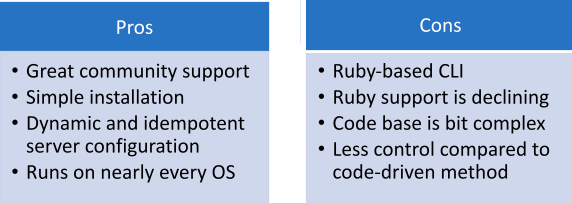 Pros
• Great community support
• Simple installation
• Dynamic and idempotent
server configuration
• Runs on nearly every OS
Cons
• Ruby-based CLI
• Ruby support is declining
• Code base is bit complex
• Less control compared to
code-driven method